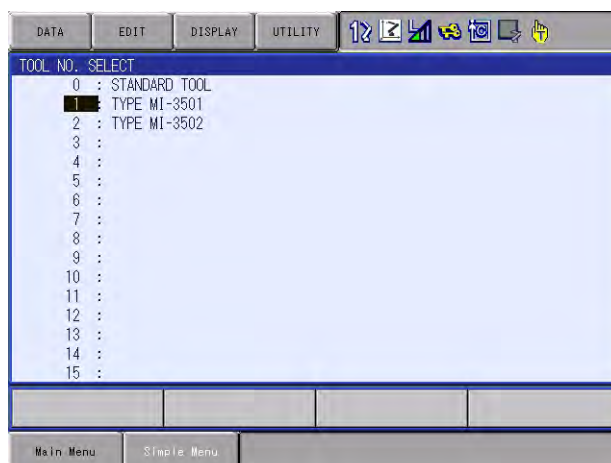 DATA EDIT DISPLAY UTILITY
TOOL NO. SELECT
0 : STANDARD TOOL
1 : TYPE MI-3501
2 : TYPE MI-3502
3 :
4 :
5 :
6 :
7 :
8 :
9 :
10 :
11 :
12 :
13 :
14 :
15 :
Main Menu Simple Menu